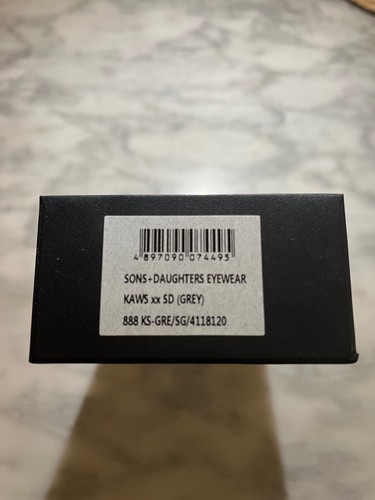 4 897090 074495
SONS+DAUGHTERS EYEWEAR
KAWS xx SD (GREY)
888 KS-GRE/SG/4118120